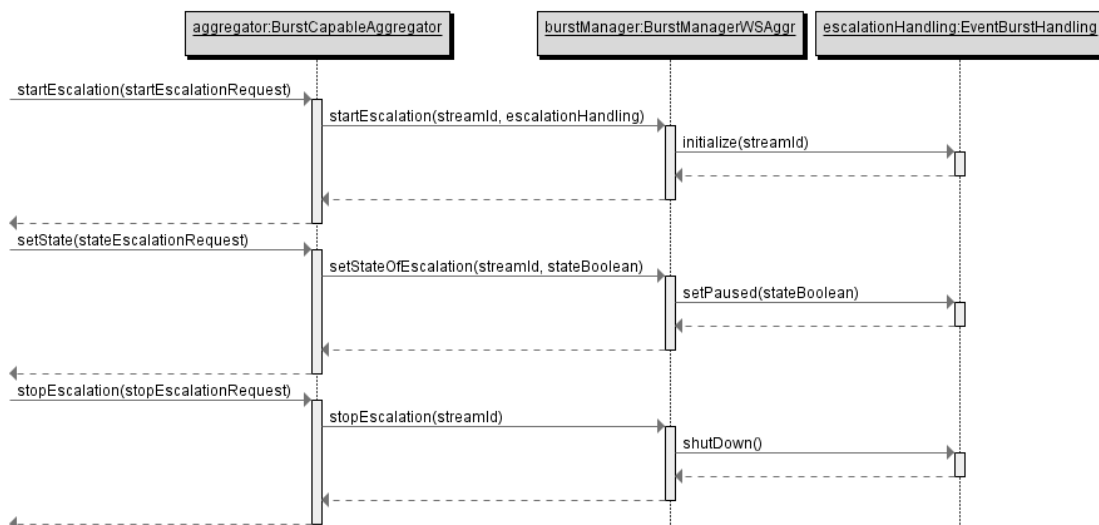 aggregator:BurstCapableAggregator
burstManager:BurstManagerWSAggr
escalationHandling:EventBurstHandling
startEscalation(startEscalationRequest)
startEscalation(streamId, escalationHandling)
initialize(streamId)
setState(stateEscalationRequest)
setStateOfEscalation(streamId, stateBoolean)
setPaused(stateBoolean)
stopEscalation(stopEscalationRequest)
stopEscalation(streamId)
shutDown()